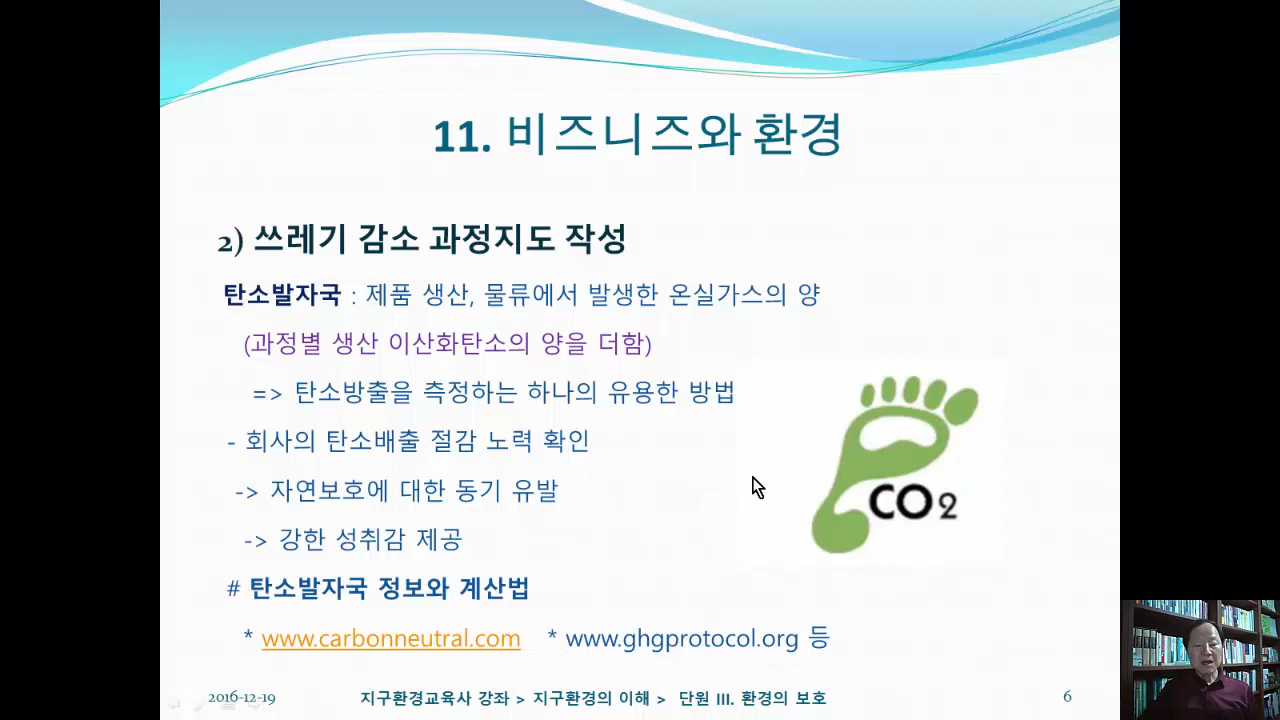 11. 비즈니즈와 환경
2) 쓰레기 감소 과정지도 작성
탄소발자국 : 제품 생산, 물류에서 발생한 온실가스의 양
(과정별 생산 이산화탄소의 양을 더함)
=> 탄소방출을 측정하는 하나의 유용한 방법
- 회사의 탄소배출 절감 노력 확인
-> 자연보호에 대한 동기 유발
-> 강한 성취감 제공
CO2
# 탄소발자국 정보와 계산법
* www.carbonneutral.com * www.ghgprotocol.org 등
2016-12-19 지구환경교육사 강좌 > 지구환경의 이해 > 단원 III. 환경의 보호 6